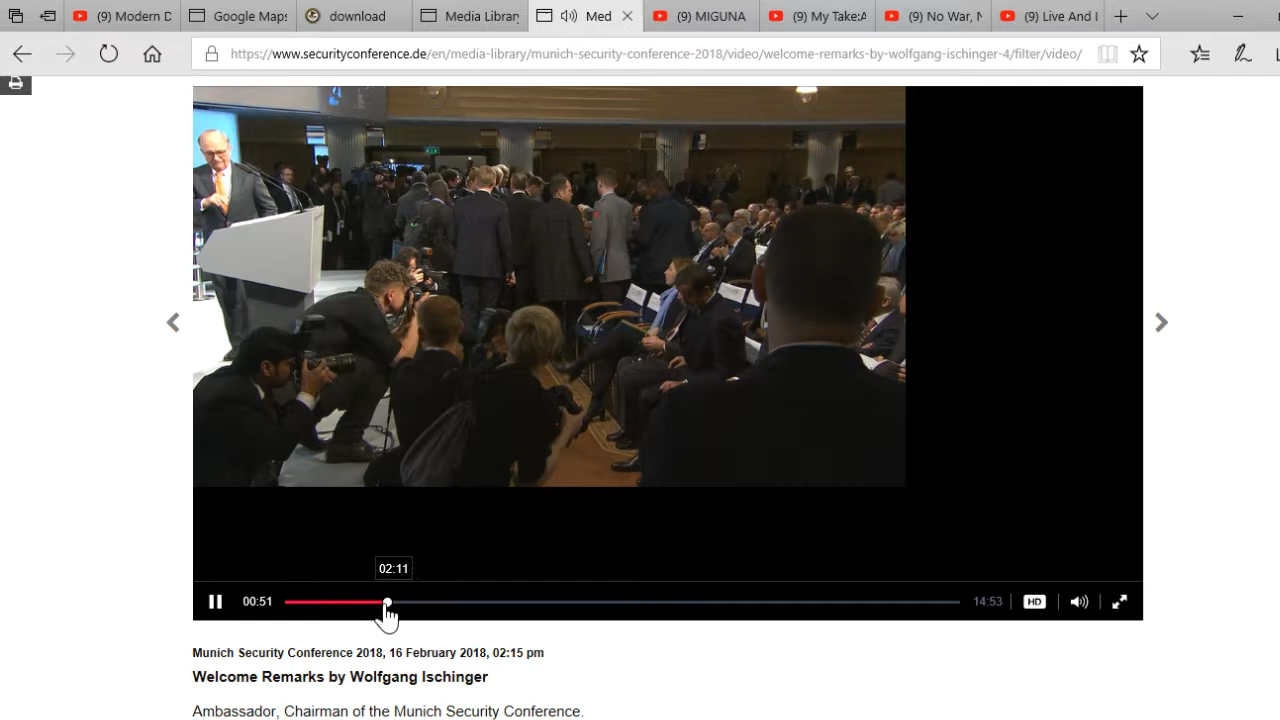 (9) Modern D
Google Maps
download
Media Library
Med
(9) MIGUNA
(9) My Take:A
(9) No War, N
(9) Live And L
https://www.securityconference.de/en/media-library/munich-security-conference-2018/video/welcome-remarks-by-wolfgang-ischinger-4/filter/video/
02:11
00:51
14:53
HD
Munich Security Conference 2018, 16 February 2018, 02:15 pm
Welcome Remarks by Wolfgang Ischinger
Ambassador, Chairman of the Munich Security Conference.